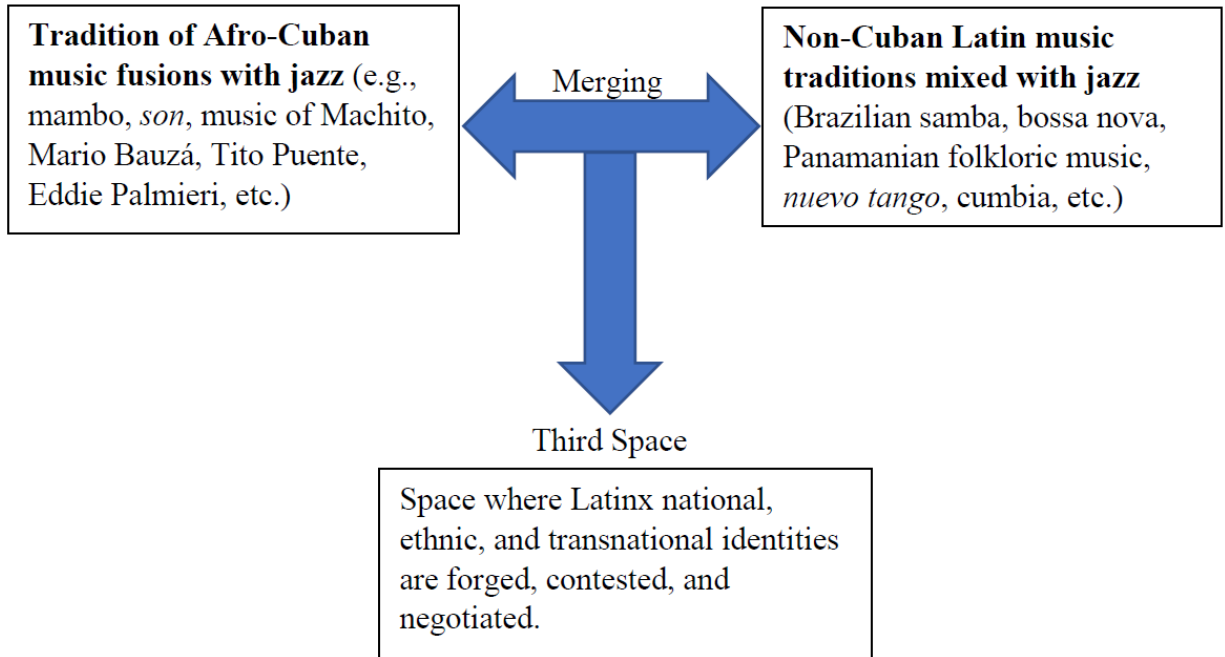 Tradition of Afro-Cuban
music fusions with jazz (e.g.,
mambo, son, music of Machito,
Mario Bauzá, Tito Puente,
Eddie Palmieri, etc.)
Merging
Non-Cuban Latin music
traditions mixed with jazz
(Brazilian samba, bossa nova,
Panamanian folkloric music,
nuevo tango, cumbia, etc.)
Third Space
Space where Latinx national,
ethnic, and transnational identities
are forged, contested, and
negotiated.